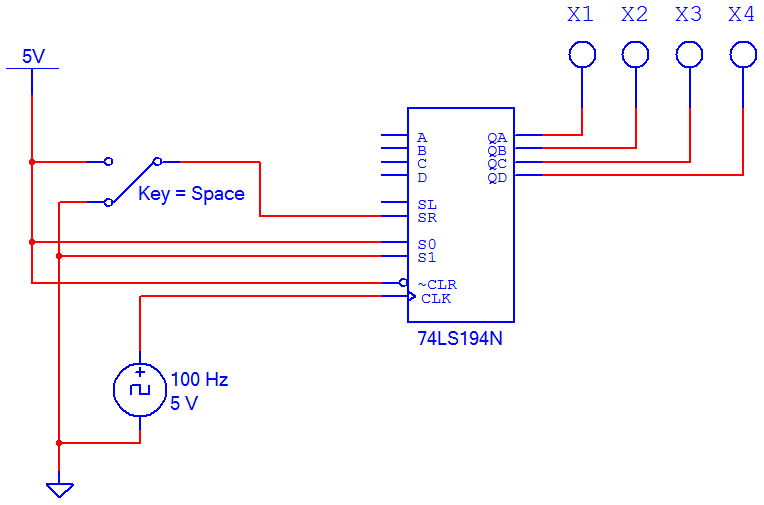 X1 X2 X3 X4
5V
Key = Space
A QA
B QB
C QC
D QD
SL
SR
S0
S1
~CLR
CLK
74LS194N
100 Hz
5 V